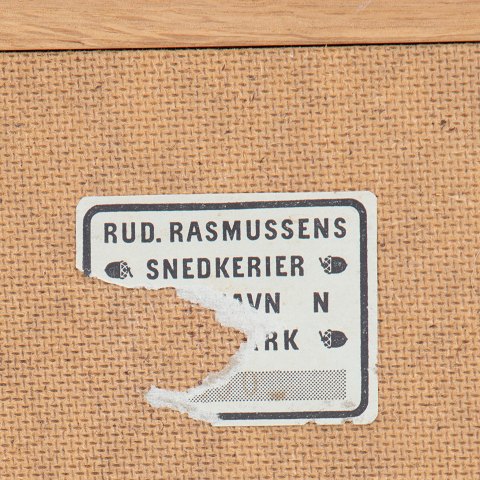 RUD. RASMUSSENS
SNEDKERIER
AVN N
RK